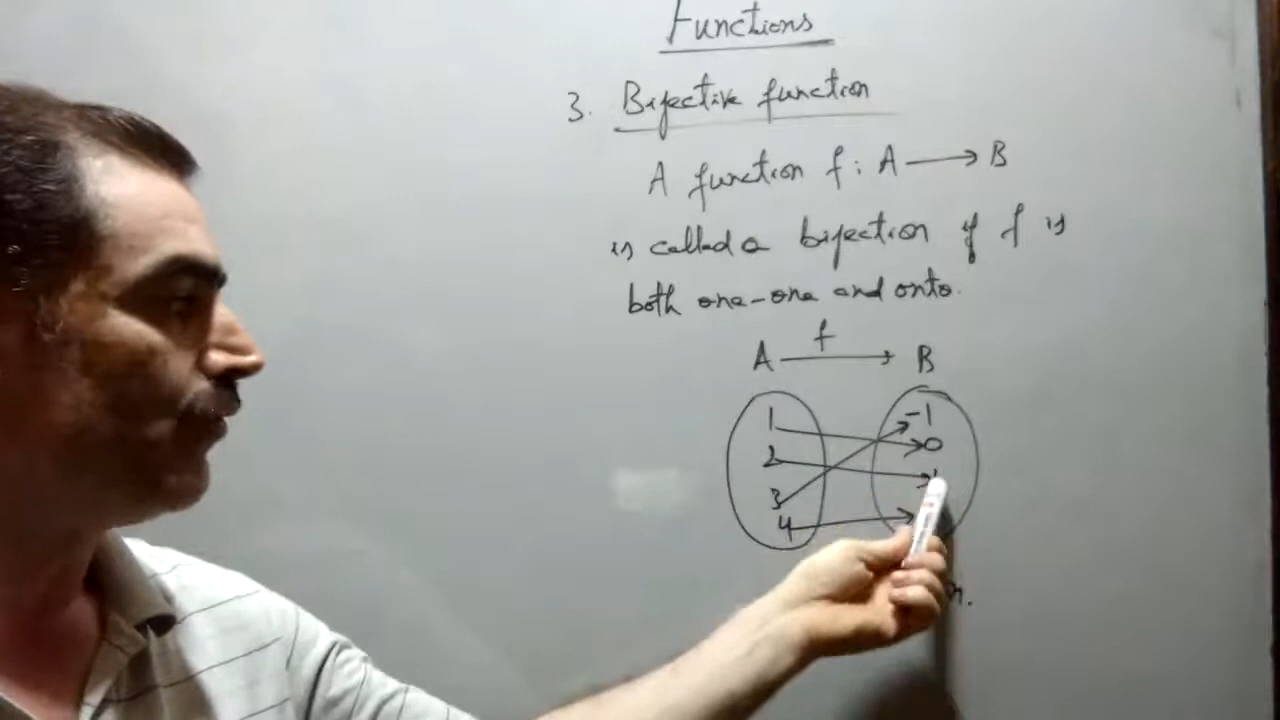 Functions
3. Bijective function
A function f: A → B
is called a bijection if f is
both one-one and onto.
f
A → B
1 -1
2 0
3
4